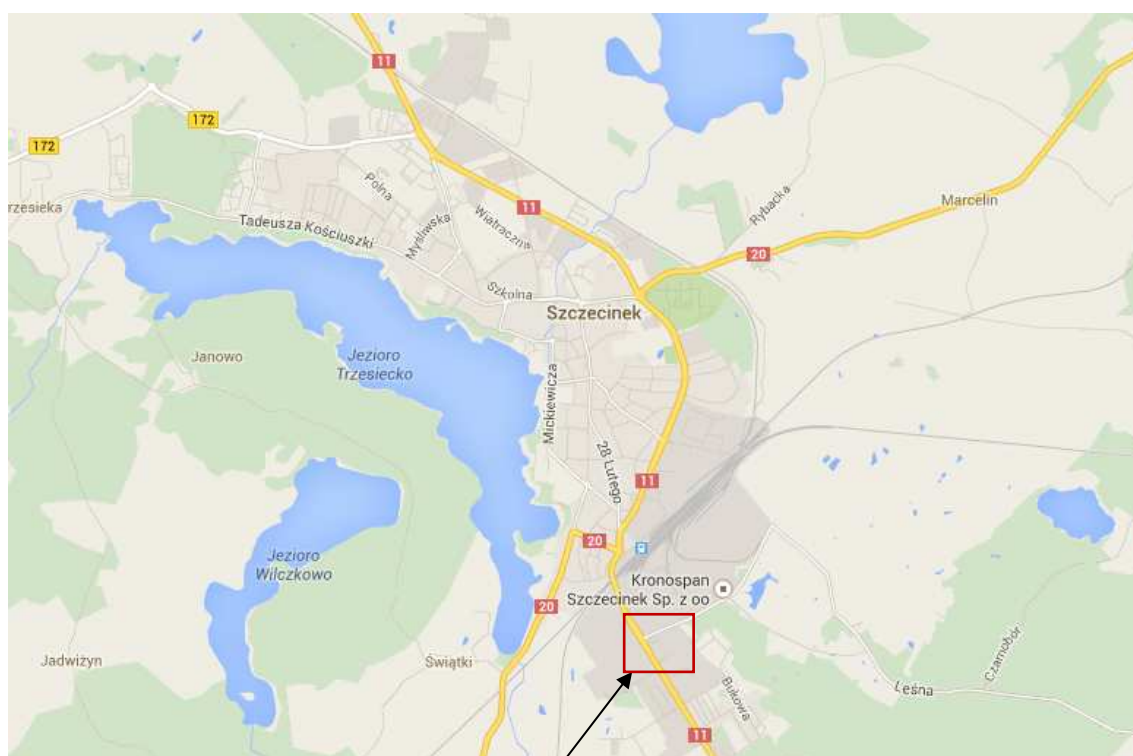 11
172
172
rzesieka
Polna
Marcelin
Rybacka
Tadeusza Kościuszki
Myśliwska
Wiatraczna
11
20
Szkolna
Szczecinek
Janowo
Jezioro
Trzesiecko
Mickiewicza
28 Lutego
11
20
Jezioro
Wilczkowo
Kronospan
Szczecinek Sp. z oo
20
Jadwiżyn
Świątki
Czarnobór
Leśna
Bukowa
11